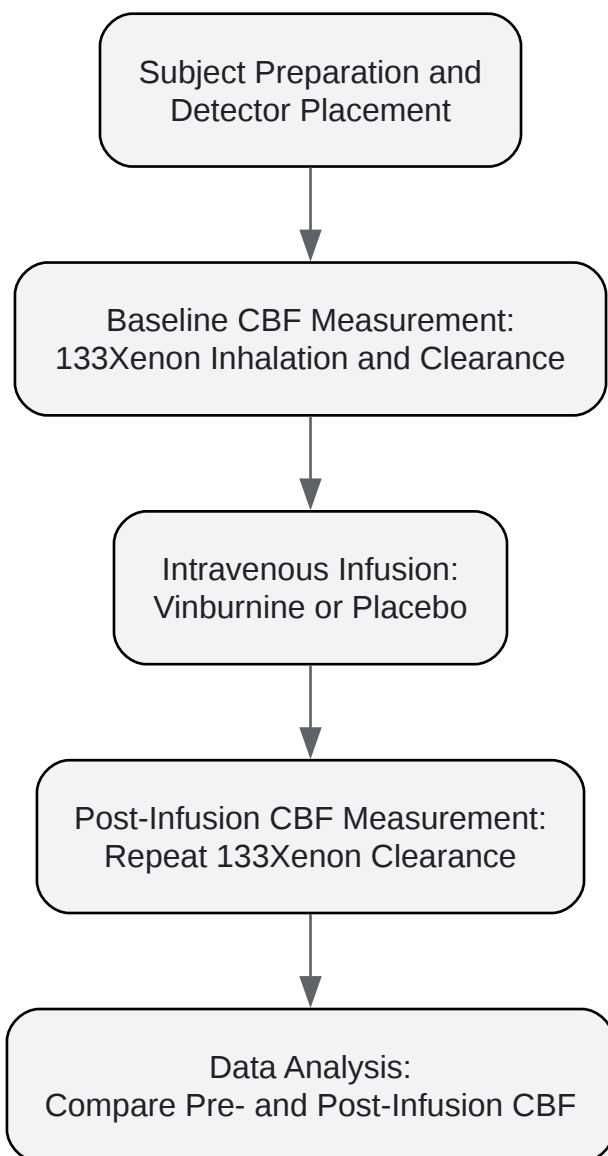 Subject Preparation and
Detector Placement
Baseline CBF Measurement:
133Xenon Inhalation and Clearance
Intravenous Infusion:
Vinburnine or Placebo
Post-Infusion CBF Measurement:
Repeat 133Xenon Clearance
Data Analysis:
Compare Pre- and Post-Infusion CBF